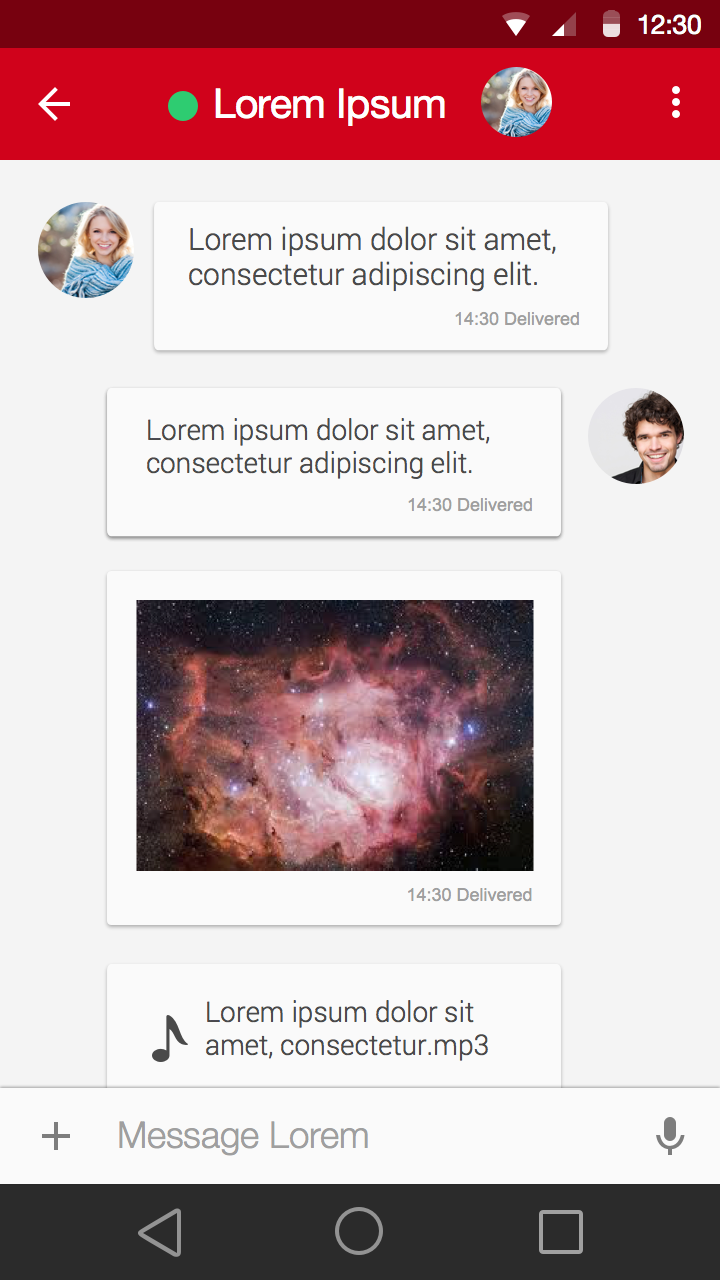 12:30
Lorem Ipsum
Lorem ipsum dolor sit amet,
consectetur adipiscing elit.
14:30 Delivered
Lorem ipsum dolor sit amet,
consectetur adipiscing elit.
14:30 Delivered
14:30 Delivered
Lorem ipsum dolor sit
amet, consectetur.mp3
Message Lorem